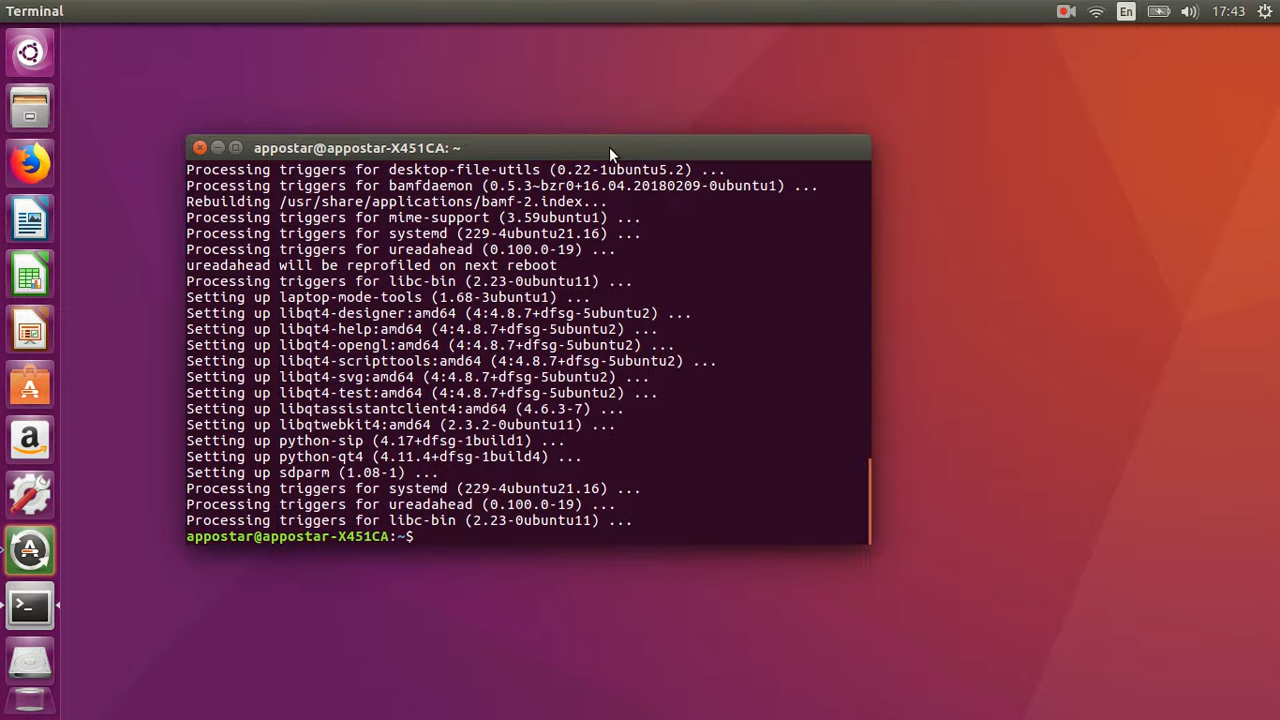 Terminal
En
17:43
appostar@appostar-X451CA: ~
Processing triggers for desktop-file-utils (0.22-1ubuntu5.2) ...
Processing triggers for bamfdaemon (0.5.3~bzr0+16.04.20180209-0ubuntu1) ...
Rebuilding /usr/share/applications/bamf-2.index...
Processing triggers for mime-support (3.59ubuntu1) ...
Processing triggers for systemd (229-4ubuntu21.16) ...
Processing triggers for ureadahead (0.100.0-19) ...
ureadahead will be reprofiled on next reboot
Processing triggers for libc-bin (2.23-0ubuntu11) ...
Setting up laptop-mode-tools (1.68-3ubuntu1) ...
Setting up libqt4-designer:amd64 (4:4.8.7+dfsg-5ubuntu2) ...
Setting up libqt4-help:amd64 (4:4.8.7+dfsg-5ubuntu2) ...
Setting up libqt4-opengl:amd64 (4:4.8.7+dfsg-5ubuntu2) ...
Setting up libqt4-scripttools:amd64 (4:4.8.7+dfsg-5ubuntu2) ...
Setting up libqt4-svg:amd64 (4:4.8.7+dfsg-5ubuntu2) ...
Setting up libqt4-test:amd64 (4:4.8.7+dfsg-5ubuntu2) ...
Setting up libqtassistantclient4:amd64 (4.6.3-7) ...
Setting up libqtwebkit4:amd64 (2.3.2-0ubuntu11) ...
Setting up python-sip (4.17+dfsg-1build1) ...
Setting up python-qt4 (4.11.4+dfsg-1build4) ...
Setting up sdparm (1.08-1) ...
Processing triggers for systemd (229-4ubuntu21.16) ...
Processing triggers for ureadahead (0.100.0-19) ...
Processing triggers for libc-bin (2.23-0ubuntu11) ...
appostar@appostar-X451CA:~$